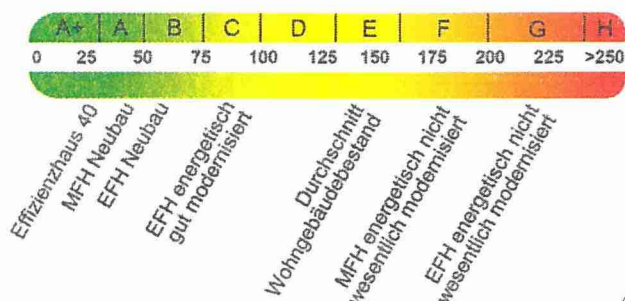 A+ A B C D E F G H
0 25 50 75 100 125 150 175 200 225 >250
Effizienzhaus 40
MFH Neubau
EFH Neubau
EFH energetisch
gut modernisiert
Durchschnitt
Wohngebäudebestand
MFH energetisch nicht
wesentlich modernisiert
EFH energetisch nicht
wesentlich modernisiert